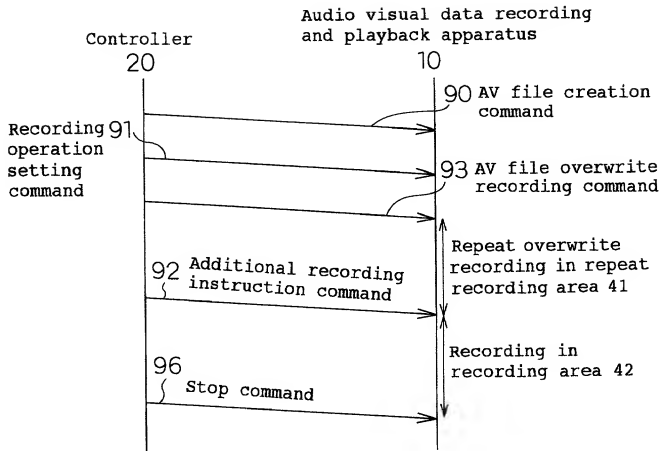 Controller
20
Audio visual data recording
and playback apparatus
10
90 AV file creation
command
Recording 91
operation
setting
command
93 AV file overwrite
recording command
Repeat overwrite
recording in repeat
recording area 41
92 Additional recording
instruction command
Recording in
recording area 42
96
Stop command